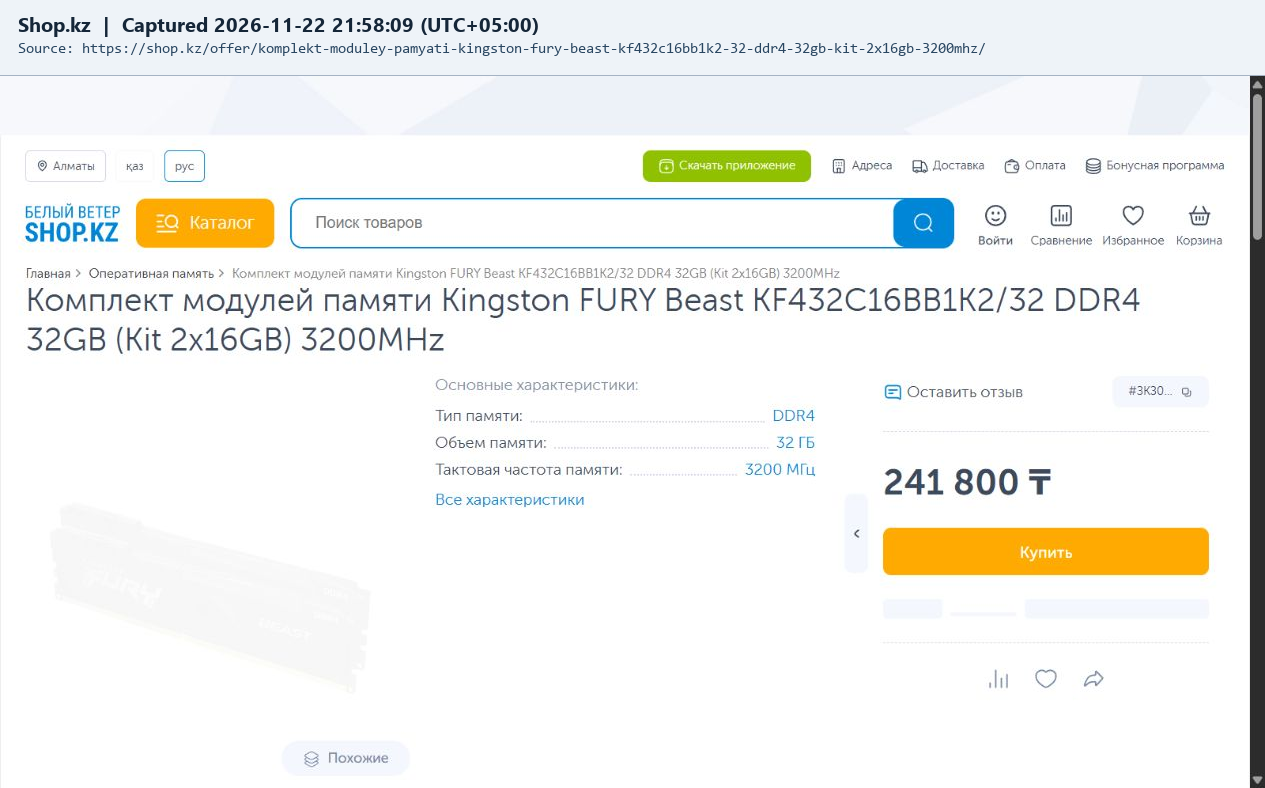 Shop.kz | Captured 2026-11-22 21:58:09 (UTC+05:00)
Source: https://shop.kz/offer/komplekt-moduley-pamyati-kingston-fury-beast-kf432c16bb1k2-32-ddr4-32gb-kit-2x16gb-3200mhz/
Алматы
қаз
рус
Скачать приложение
Адреса
Доставка
Оплата
Бонусная программа
БЕЛЫЙ ВЕТЕР
SHOP.KZ
Каталог
Поиск товаров
Войти
Сравнение
Избранное
Корзина
Главная > Оперативная память > Комплект модулей памяти Kingston FURY Beast KF432C16BB1K2/32 DDR4 32GB (Kit 2x16GB) 3200MHz
Комплект модулей памяти Kingston FURY Beast KF432C16BB1K2/32 DDR4
32GB (Kit 2x16GB) 3200MHz
Основные характеристики:
Тип памяти: DDR4
Объем памяти: 32 ГБ
Тактовая частота памяти: 3200 МГц
Все характеристики
Оставить отзыв
#3K30...
241 800 ₸
Купить
FURY
BEAST
Похожие